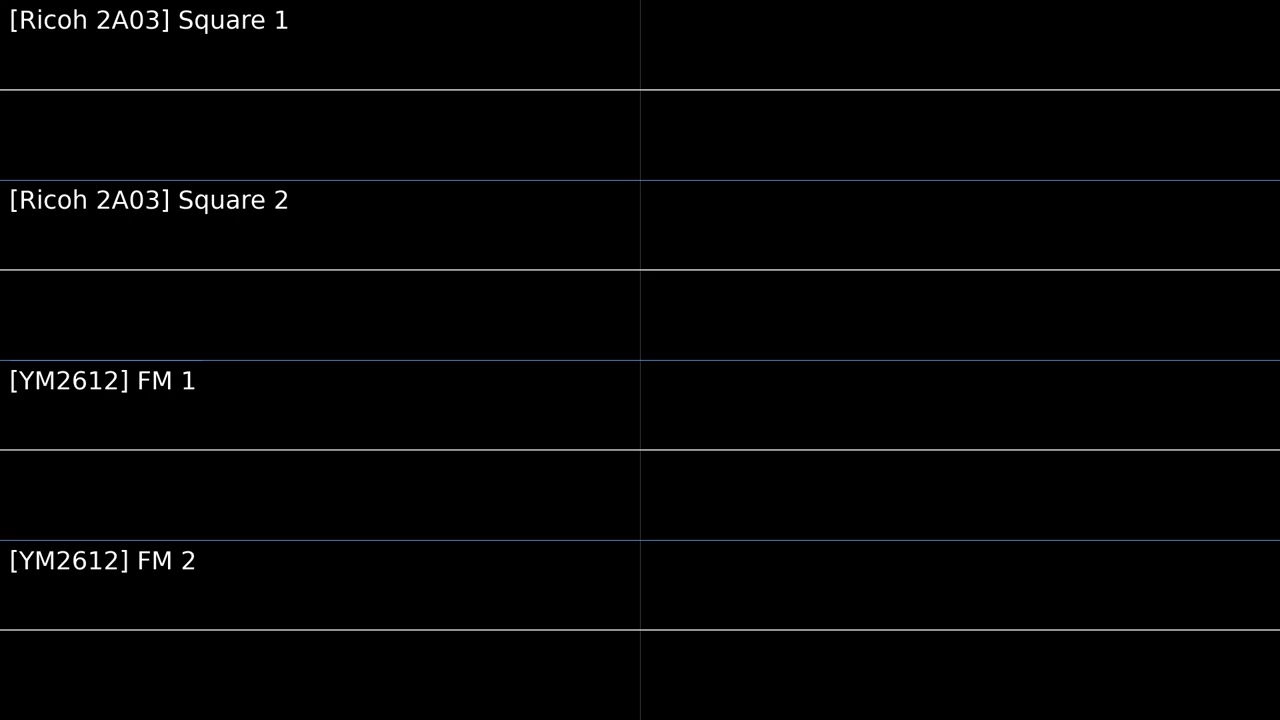 [Ricoh 2A03] Square 1
[Ricoh 2A03] Square 2
[YM2612] FM 1
[YM2612] FM 2